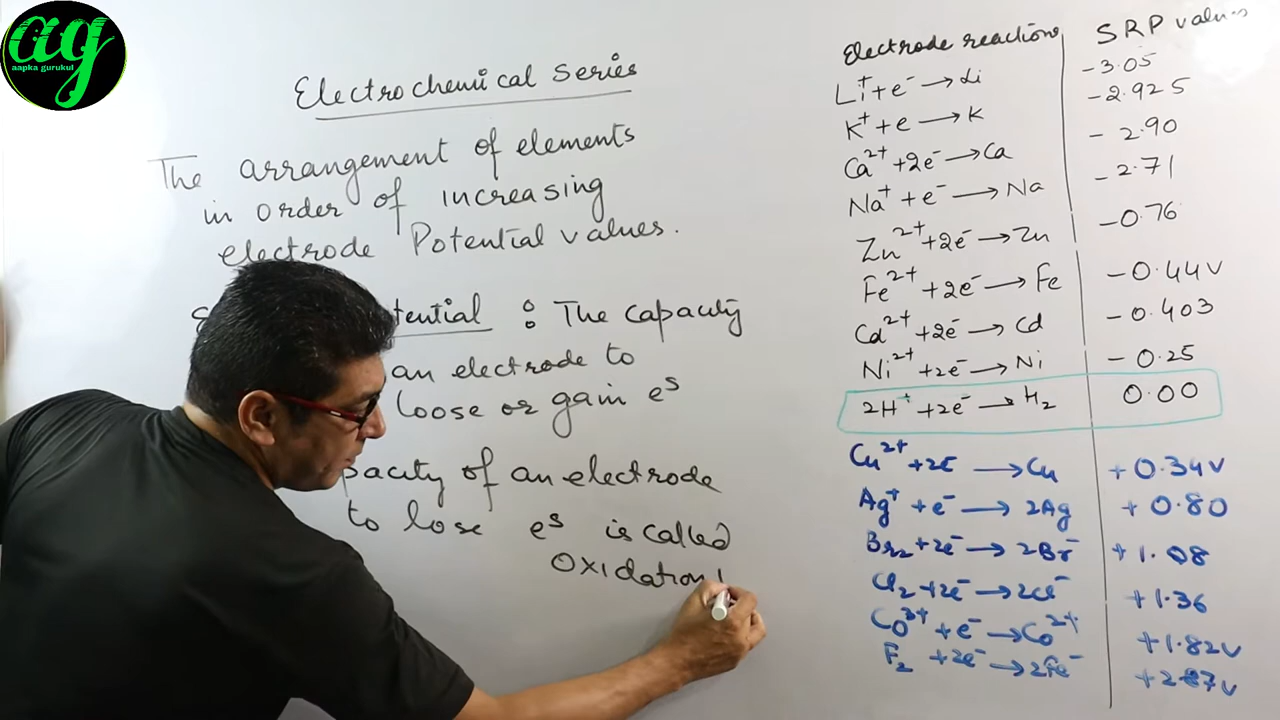 ag
aapka gurukul
Electrochemical Series
The arrangement of elements
in order of increasing
electrode Potential values.
tential : The capacity
an electrode to
loose or gain eˢ
pacity of an electrode
to lose eˢ is called
Oxidation
Electrode reactions SRP values
Li⁺+e⁻ → Li -3.05
K⁺+e → K -2.925
Ca²⁺+2e⁻ → Ca - 2.90
Na⁺+e⁻ → Na -2.71
Zn²⁺+2e⁻ → Zn -0.76
Fe²⁺+2e⁻ → Fe -0.44V
Cd²⁺+2e⁻ → Cd -0.403
Ni²⁺+2e⁻ → Ni - 0.25
2H⁺+2e⁻ → H₂ 0.00
Cu²⁺+2e⁻ → Cu +0.34V
Ag⁺+e⁻ → 2Ag +0.80
Br₂+2e⁻ → 2Br⁻ +1.08
Cl₂+2e⁻ → 2Cl⁻ +1.36
CO³⁺+e⁻ → Co²⁺ +1.82V
F₂ +2e⁻ → 2Fe⁻ +2.87V